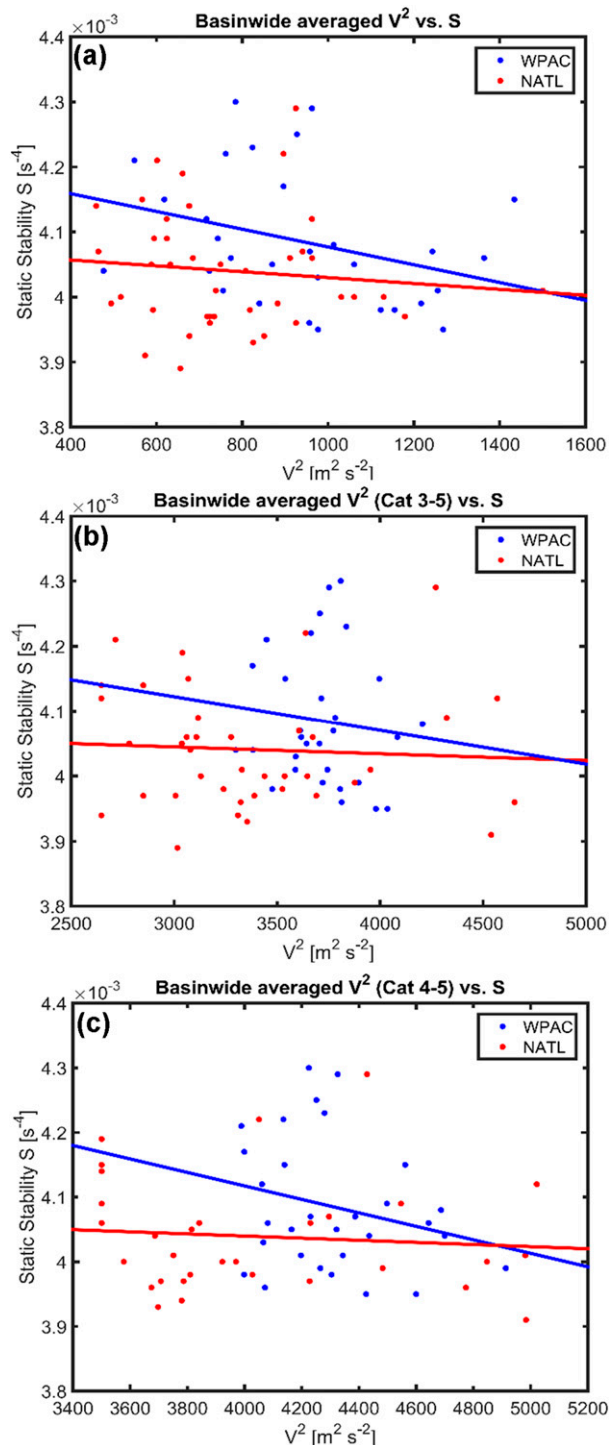 Basinwide averaged V² vs. S
×10⁻³
(a)
WPAC
NATL
4.4
4.3
4.2
4.1
4
3.9
3.8
Static Stability S [s⁻⁴]
400 600 800 1000 1200 1400 1600
V² [m² s⁻²]
Basinwide averaged V² (Cat 3-5) vs. S
×10⁻³
(b)
WPAC
NATL
4.4
4.3
4.2
4.1
4
3.9
3.8
Static Stability S [s⁻⁴]
2500 3000 3500 4000 4500 5000
V² [m² s⁻²]
Basinwide averaged V² (Cat 4-5) vs. S
×10⁻³
(c)
WPAC
NATL
4.4
4.3
4.2
4.1
4
3.9
3.8
Static Stability S [s⁻⁴]
3400 3600 3800 4000 4200 4400 4600 4800 5000 5200
V² [m² s⁻²]